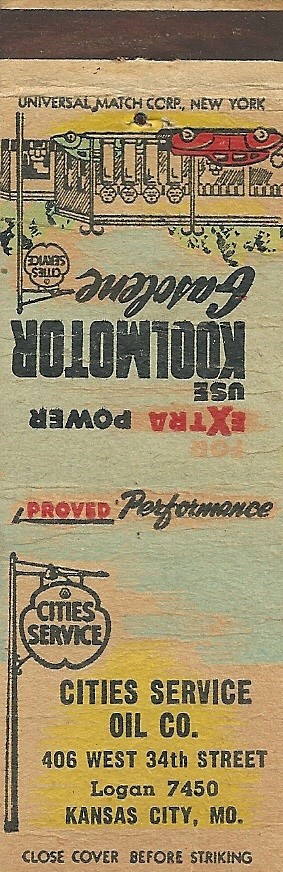 UNIVERSAL MATCH CORP., NEW YORK
FOR
EXTRA POWER
USE
KOOLMOTOR
Gasolene
CITIES
SERVICE
PROVED Performance
CITIES
SERVICE
CITIES SERVICE
OIL CO.
406 WEST 34th STREET
Logan 7450
KANSAS CITY, MO.
CLOSE COVER BEFORE STRIKING